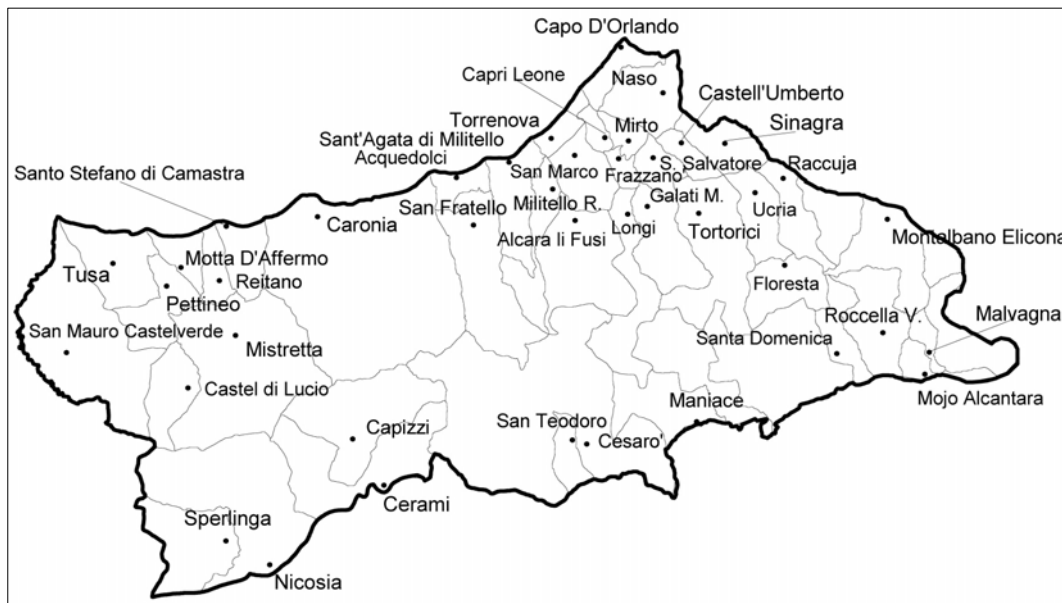 Capo D'Orlando
Capri Leone
Naso
Castell'Umberto
Torrenova
Mirto
Sinagra
Sant'Agata di Militello
Acquedolci
Santo Stefano di Camastra
San Marco
Frazzano'
S. Salvatore
Raccuja
San Fratello
Militello R.
Galati M.
Ucria
Caronia
Alcara li Fusi
Longi
Tortorici
Montalbano Elicona
Tusa
Motta D'Affermo
Reitano
Pettineo
Floresta
San Mauro Castelverde
Mistretta
Roccella V.
Malvagna
Santa Domenica
Castel di Lucio
Mojo Alcantara
Maniace
Capizzi
San Teodoro
Cesaro'
Cerami
Sperlinga
Nicosia